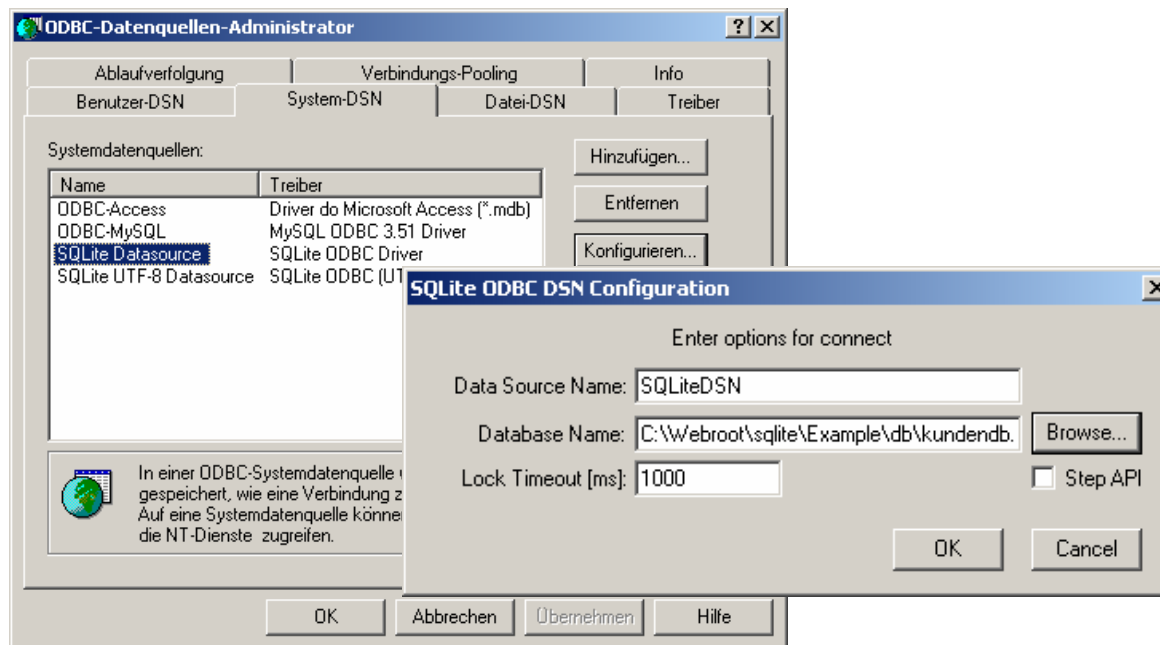 ODBC-Datenquellen-Administrator
Ablaufverfolgung Verbindungs-Pooling Info
Benutzer-DSN System-DSN Datei-DSN Treiber
Systemdatenquellen:
Name Treiber
ODBC-Access Driver do Microsoft Access (*.mdb)
ODBC-MySQL MySQL ODBC 3.51 Driver
SQLite Datasource SQLite ODBC Driver
SQLite UTF-8 Datasource SQLite ODBC (UT
Hinzufügen...
Entfernen
Konfigurieren...
In einer ODBC-Systemdatenquelle
gespeichert, wie eine Verbindung z
Auf eine Systemdatenquelle könne
die NT-Dienste zugreifen.
OK Abbrechen Übernehmen Hilfe
SQLite ODBC DSN Configuration
Enter options for connect
Data Source Name: SQLiteDSN
Database Name: C:\Webroot\sqlite\Example\db\kundendb. Browse...
Lock Timeout [ms]: 1000 Step API
OK Cancel